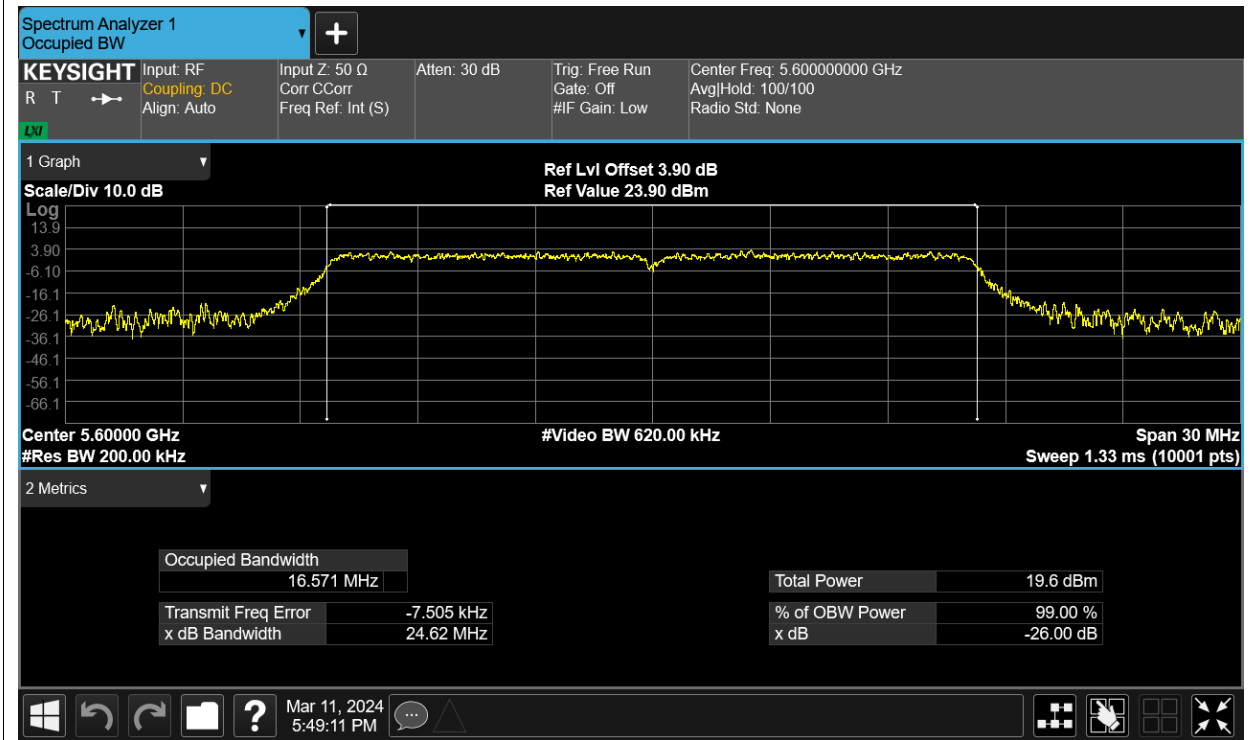 Spectrum Analyzer 1
Occupied BW
▼
+
KEYSIGHT
R T
LXI
Input: RF
Coupling: DC
Align: Auto
Input Z: 50 Ω
Corr CCorr
Freq Ref: Int (S)
Atten: 30 dB
Trig: Free Run
Gate: Off
#IF Gain: Low
Center Freq: 5.600000000 GHz
Avg|Hold: 100/100
Radio Std: None
1 Graph ▼
Scale/Div 10.0 dB
Ref Lvl Offset 3.90 dB
Ref Value 23.90 dBm
Log
13.9
3.90
-6.10
-16.1
-26.1
-36.1
-46.1
-56.1
-66.1
Center 5.60000 GHz
#Res BW 200.00 kHz
#Video BW 620.00 kHz
Span 30 MHz
Sweep 1.33 ms (10001 pts)
2 Metrics ▼
Occupied Bandwidth
16.571 MHz
Transmit Freq Error -7.505 kHz
x dB Bandwidth 24.62 MHz
Total Power 19.6 dBm
% of OBW Power 99.00 %
x dB -26.00 dB
?
Mar 11, 2024
5:49:11 PM